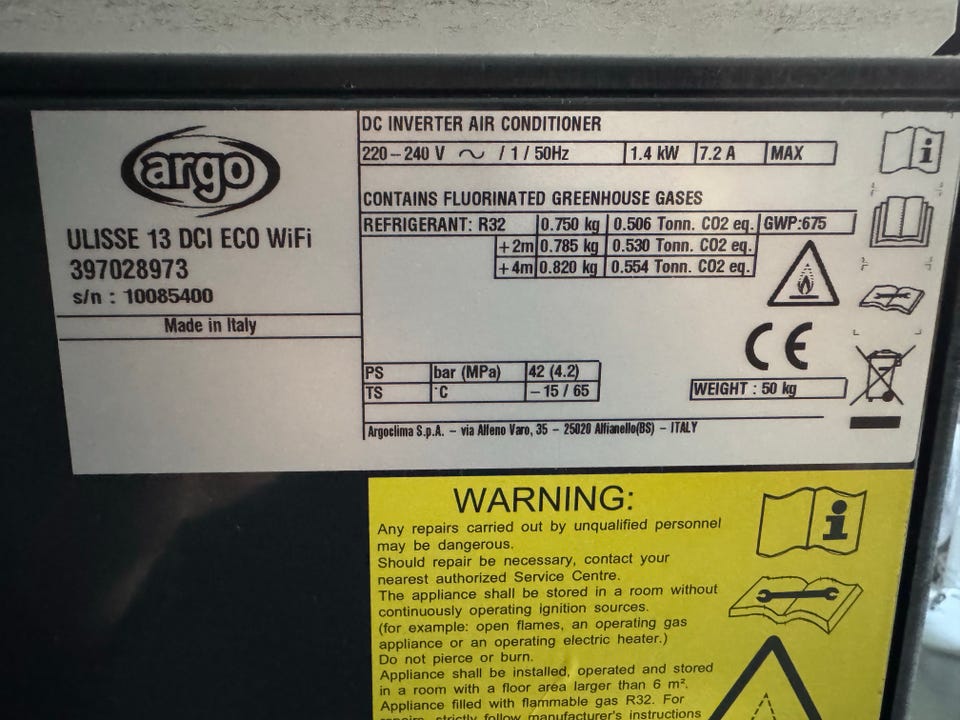 argo
ULISSE 13 DCI ECO WiFi
397028973
s/n : 10085400
Made in Italy
DC INVERTER AIR CONDITIONER
220-240 V ~ / 1 / 50Hz 1.4 kW 7.2 A MAX
CONTAINS FLUORINATED GREENHOUSE GASES
REFRIGERANT: R32 0.750 kg 0.506 Tonn. CO2 eq. GWP:675
+2m 0.785 kg 0.530 Tonn. CO2 eq.
+4m 0.820 kg 0.554 Tonn. CO2 eq.
CE
PS bar (MPa) 42 (4.2)
TS °C -15 / 65
WEIGHT : 50 kg
Argoclima S.p.A. - via Alfeno Varo, 35 - 25020 Alfianello(BS) - ITALY
WARNING:
Any repairs carried out by unqualified personnel
may be dangerous.
Should repair be necessary, contact your
nearest authorized Service Centre.
The appliance shall be stored in a room without
continuously operating ignition sources.
(for example: open flames, an operating gas
appliance or an operating electric heater.)
Do not pierce or burn.
Appliance shall be installed, operated and stored
in a room with a floor area larger than 6 m².
Appliance filled with flammable gas R32. For
repairs, strictly follow manufacturer's instructions